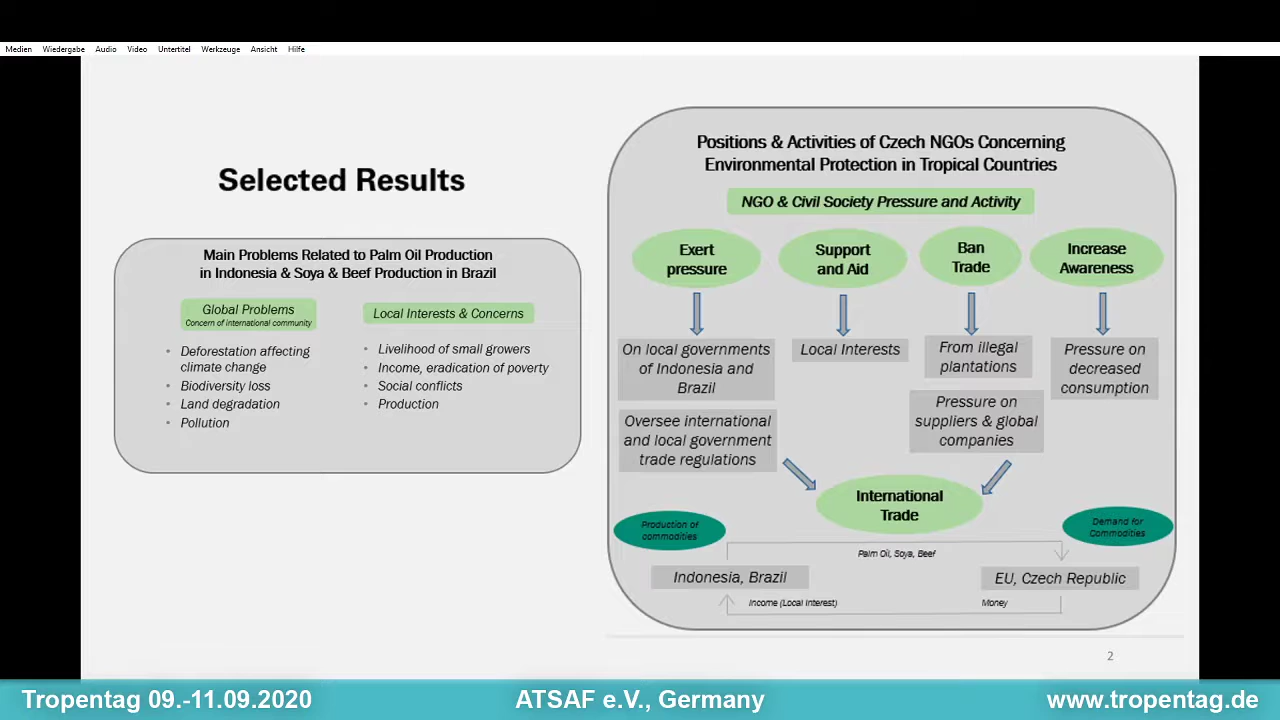 Medien Wiedergabe Audio Video Untertitel Werkzeuge Ansicht Hilfe
Selected Results
Main Problems Related to Palm Oil Production
in Indonesia & Soya & Beef Production in Brazil
Global Problems
Concern of international community
• Deforestation affecting
climate change
• Biodiversity loss
• Land degradation
• Pollution
Local Interests & Concerns
• Livelihood of small growers
• Income, eradication of poverty
• Social conflicts
• Production
Positions & Activities of Czech NGOs Concerning
Environmental Protection in Tropical Countries
NGO & Civil Society Pressure and Activity
Exert
pressure
Support
and Aid
Ban
Trade
Increase
Awareness
On local governments
of Indonesia and
Brazil
Local Interests
From illegal
plantations
Pressure on
decreased
consumption
Oversee international
and local government
trade regulations
Pressure on
suppliers & global
companies
International
Trade
Production of
commodities
Demand for
Commodities
Palm Oil, Soya, Beef
Indonesia, Brazil
EU, Czech Republic
Income (Local Interest)
Money
2
Tropentag 09.-11.09.2020
ATSAF e.V., Germany
www.tropentag.de